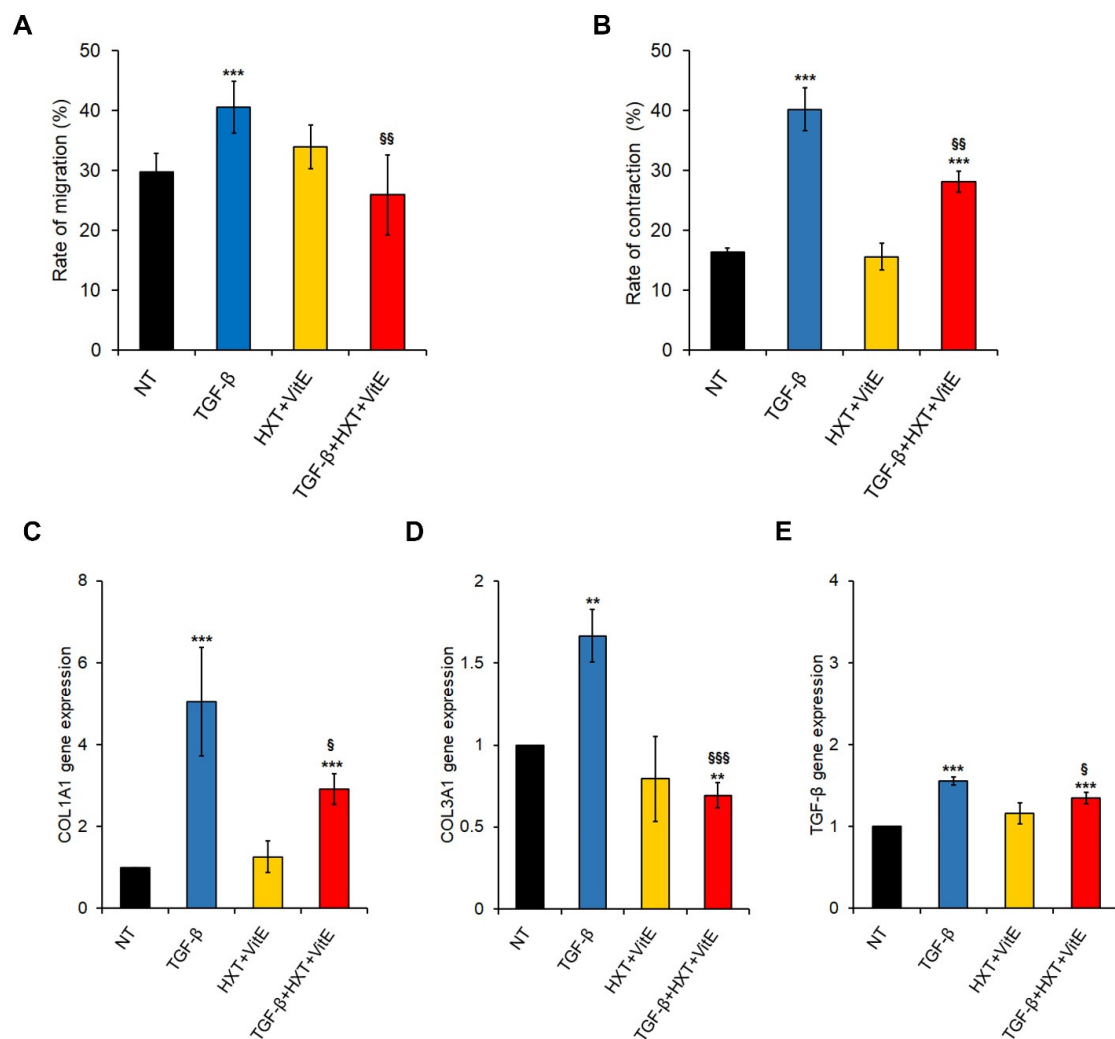 A
Rate of migration (%)
50
40
30
20
10
0
***
§§
NT
TGF-β
HXT+VitE
TGF-β+HXT+VitE
B
Rate of contraction (%)
50
40
30
20
10
0
***
§§
***
NT
TGF-β
HXT+VitE
TGF-β+HXT+VitE
C
COL1A1 gene expression
8
6
4
2
0
***
§
***
NT
TGF-β
HXT+VitE
TGF-β+HXT+VitE
D
COL3A1 gene expression
2
1.5
1
0.5
0
**
§§§
**
NT
TGF-β
HXT+VitE
TGF-β+HXT+VitE
E
TGF-β gene expression
4
3
2
1
0
***
§
***
NT
TGF-β
HXT+VitE
TGF-β+HXT+VitE